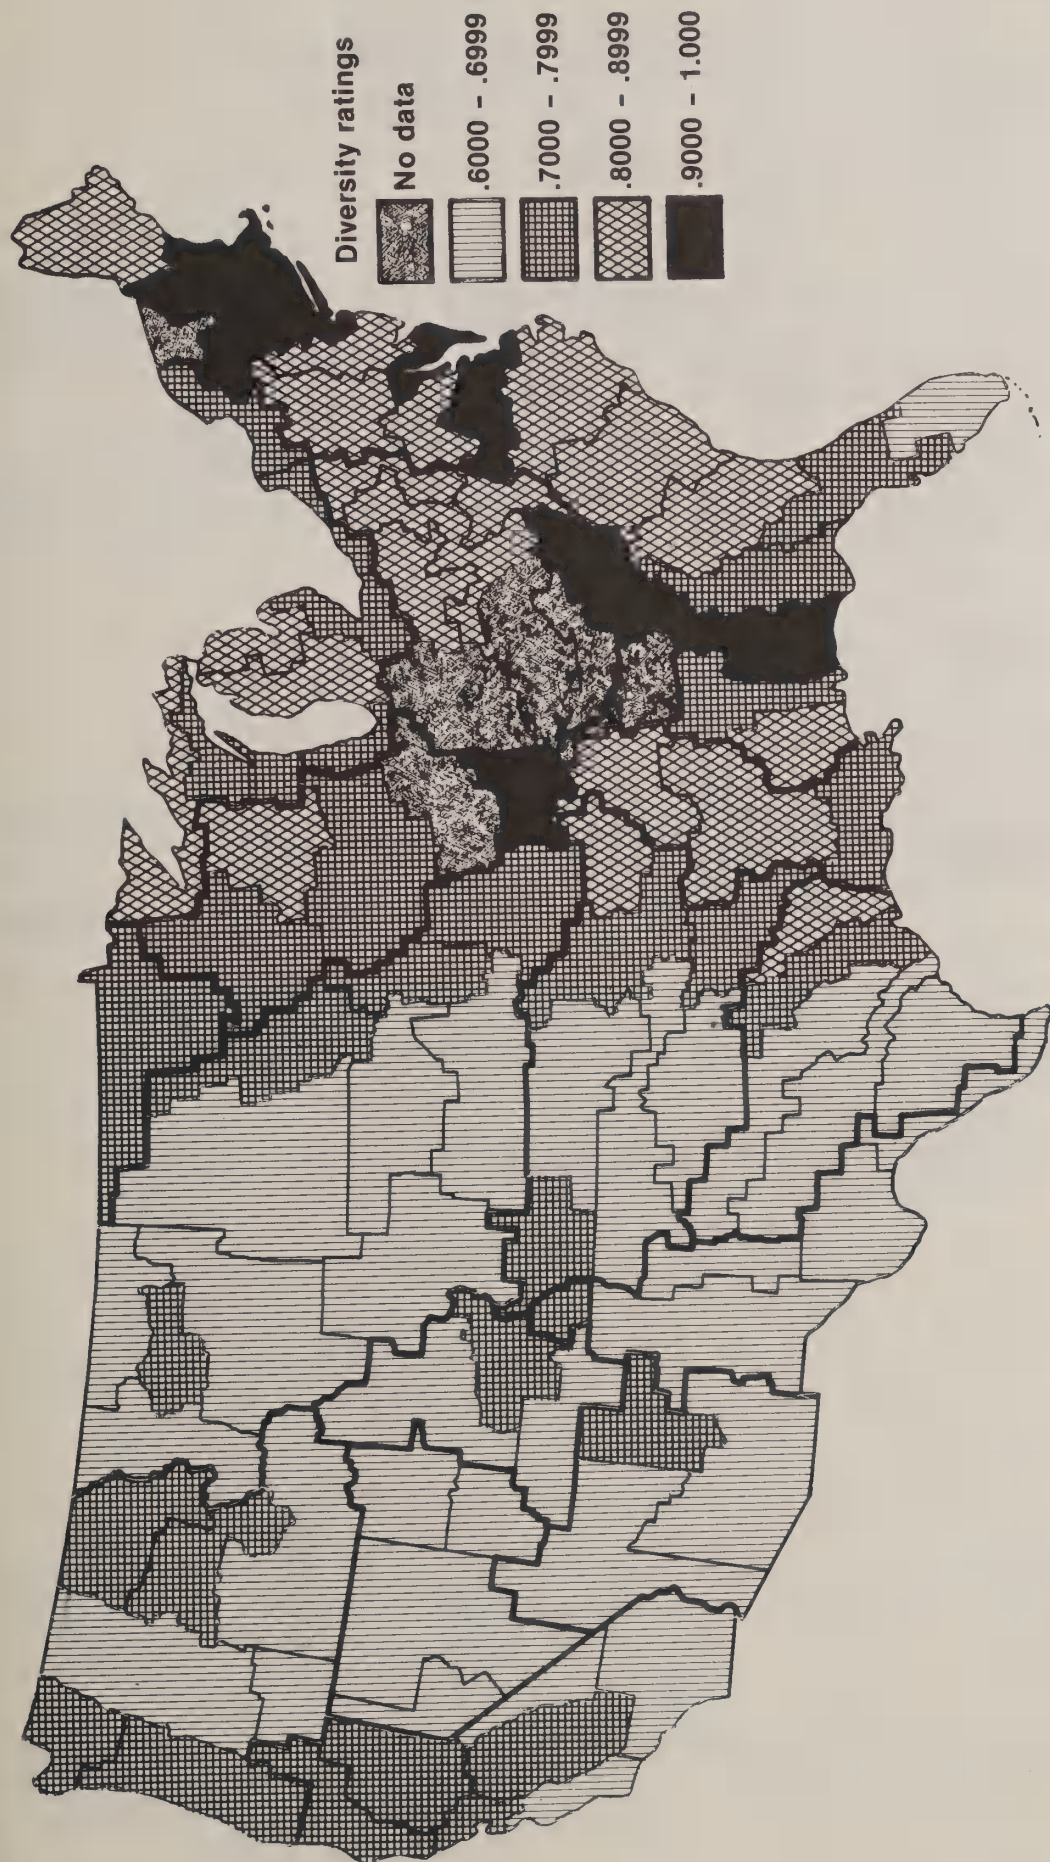 Diversity ratings
No data
.6000 – .6999
.7000 – .7999
.8000 – .8999
.9000 – 1.000